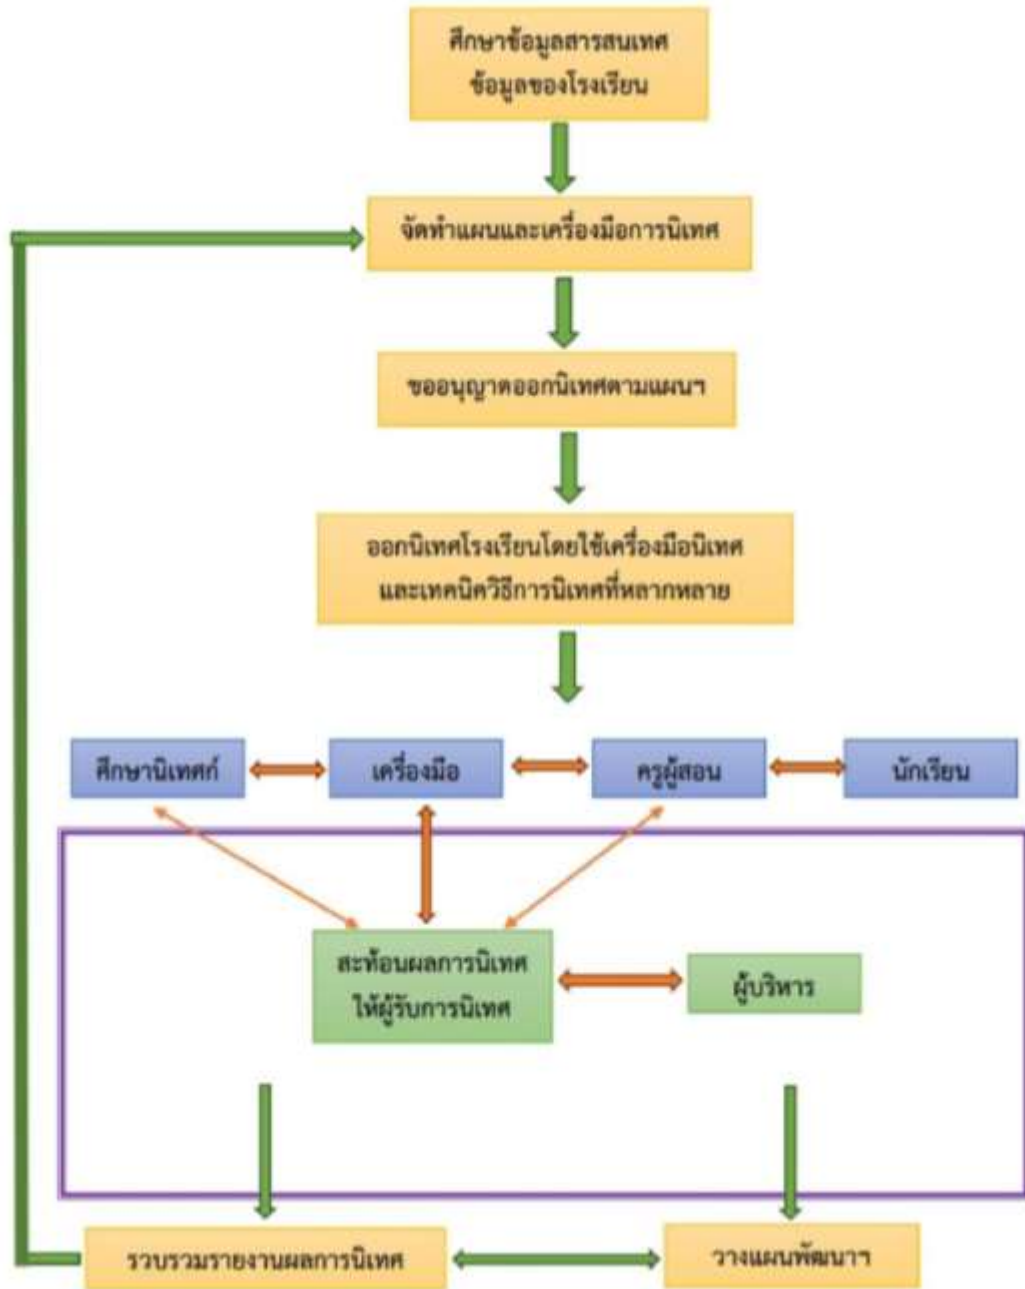 ศึกษาข้อมูลสารสนเทศ
ข้อมูลของโรงเรียน
จัดทำแผนและเครื่องมือการนิเทศ
ขออนุญาตออกนิเทศตามแผนฯ
ออกนิเทศโรงเรียนโดยใช้เครื่องมือนิเทศ
และเทคนิควิธีการนิเทศที่หลากหลาย
ศึกษานิเทศก์
เครื่องมือ
ครูผู้สอน
นักเรียน
สะท้อนผลการนิเทศ
ให้ผู้รับการนิเทศ
ผู้บริหาร
รวบรวมรายงานผลการนิเทศ
วางแผนพัฒนาฯ